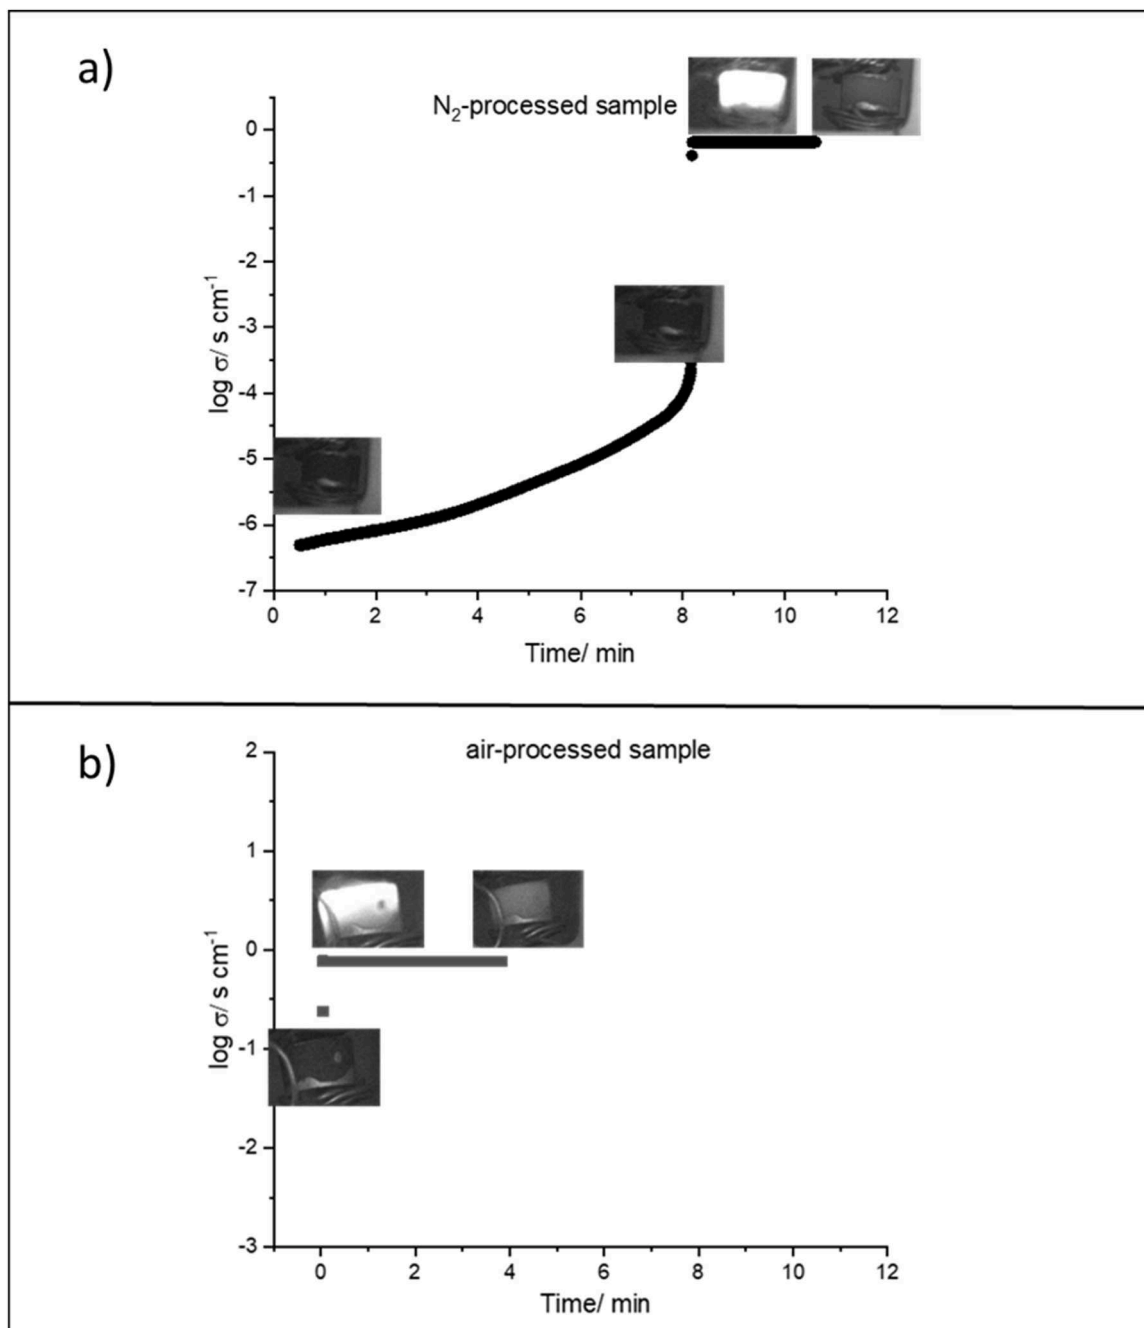 a)
N₂-processed sample
0
-1
-2
-3
-4
-5
-6
-7
log σ/ s cm⁻¹
0 2 4 6 8 10 12
Time/ min
b)
air-processed sample
2
1
0
-1
-2
-3
log σ/ s cm⁻¹
0 2 4 6 8 10 12
Time/ min